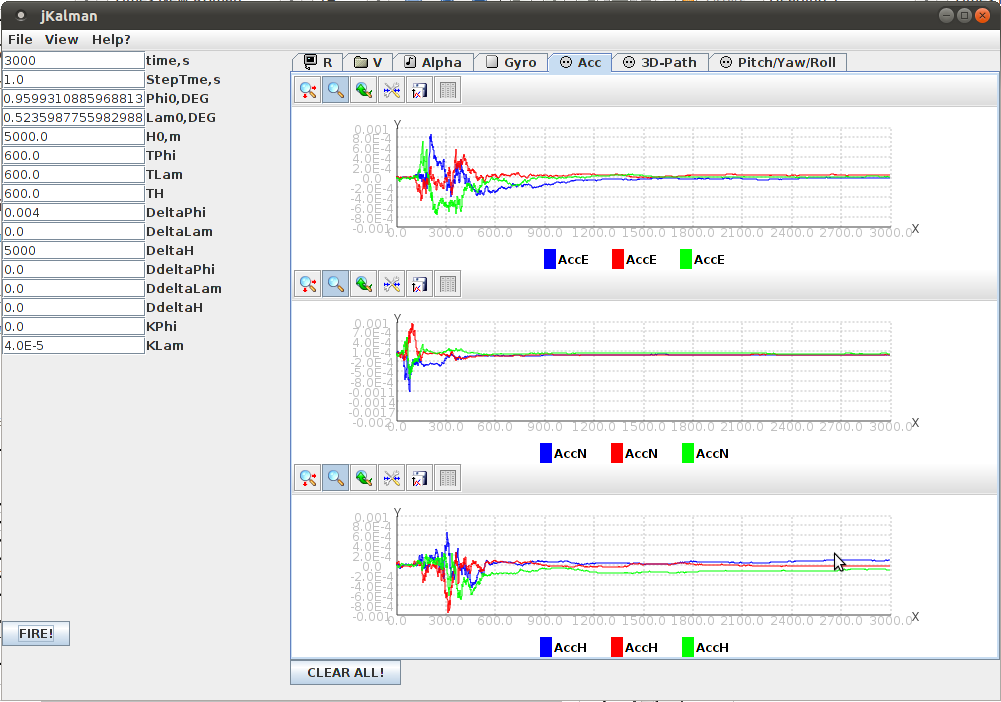 jKalman
File View Help?
3000 time,s
1.0 StepTme,s
0.9599310885968813 Phi0,DEG
0.5235987755982988 Lam0,DEG
5000.0 H0,m
600.0 TPhi
600.0 TLam
600.0 TH
0.004 DeltaPhi
0.0 DeltaLam
5000 DeltaH
0.0 DdeltaPhi
0.0 DdeltaLam
0.0 DdeltaH
0.0 KPhi
4.0E-5 KLam
FIRE!
R V Alpha Gyro Acc 3D-Path Pitch/Yaw/Roll
Y
0.001
8.0E-4
6.0E-4
4.0E-4
2.0E-4
0.0
-2.0E-4
-4.0E-4
-6.0E-4
-8.0E-4
-0.001
0.0 300.0 600.0 900.0 1200.0 1500.0 1800.0 2100.0 2400.0 2700.0 3000.0 X
AccE AccE AccE
Y
0.001
7.0E-4
4.0E-4
1.0E-4
-2.0E-4
-5.0E-4
-8.0E-4
-0.0011
-0.0014
-0.0017
-0.002
0.0 300.0 600.0 900.0 1200.0 1500.0 1800.0 2100.0 2400.0 2700.0 3000.0 X
AccN AccN AccN
Y
0.001
8.0E-4
6.0E-4
4.0E-4
2.0E-4
0.0
-2.0E-4
-4.0E-4
-6.0E-4
-8.0E-4
-0.001
0.0 300.0 600.0 900.0 1200.0 1500.0 1800.0 2100.0 2400.0 2700.0 3000.0 X
AccH AccH AccH
CLEAR ALL!